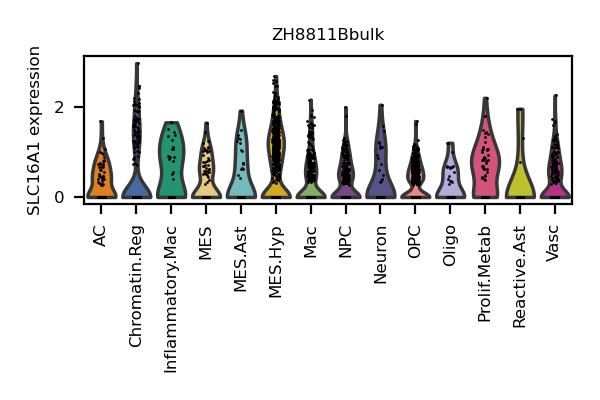 ZH8811Bbulk
SLC16A1 expression
2
0
AC
Chromatin.Reg
Inflammatory.Mac
MES
MES.Ast
MES.Hyp
Mac
NPC
Neuron
OPC
Oligo
Prolif.Metab
Reactive.Ast
Vasc